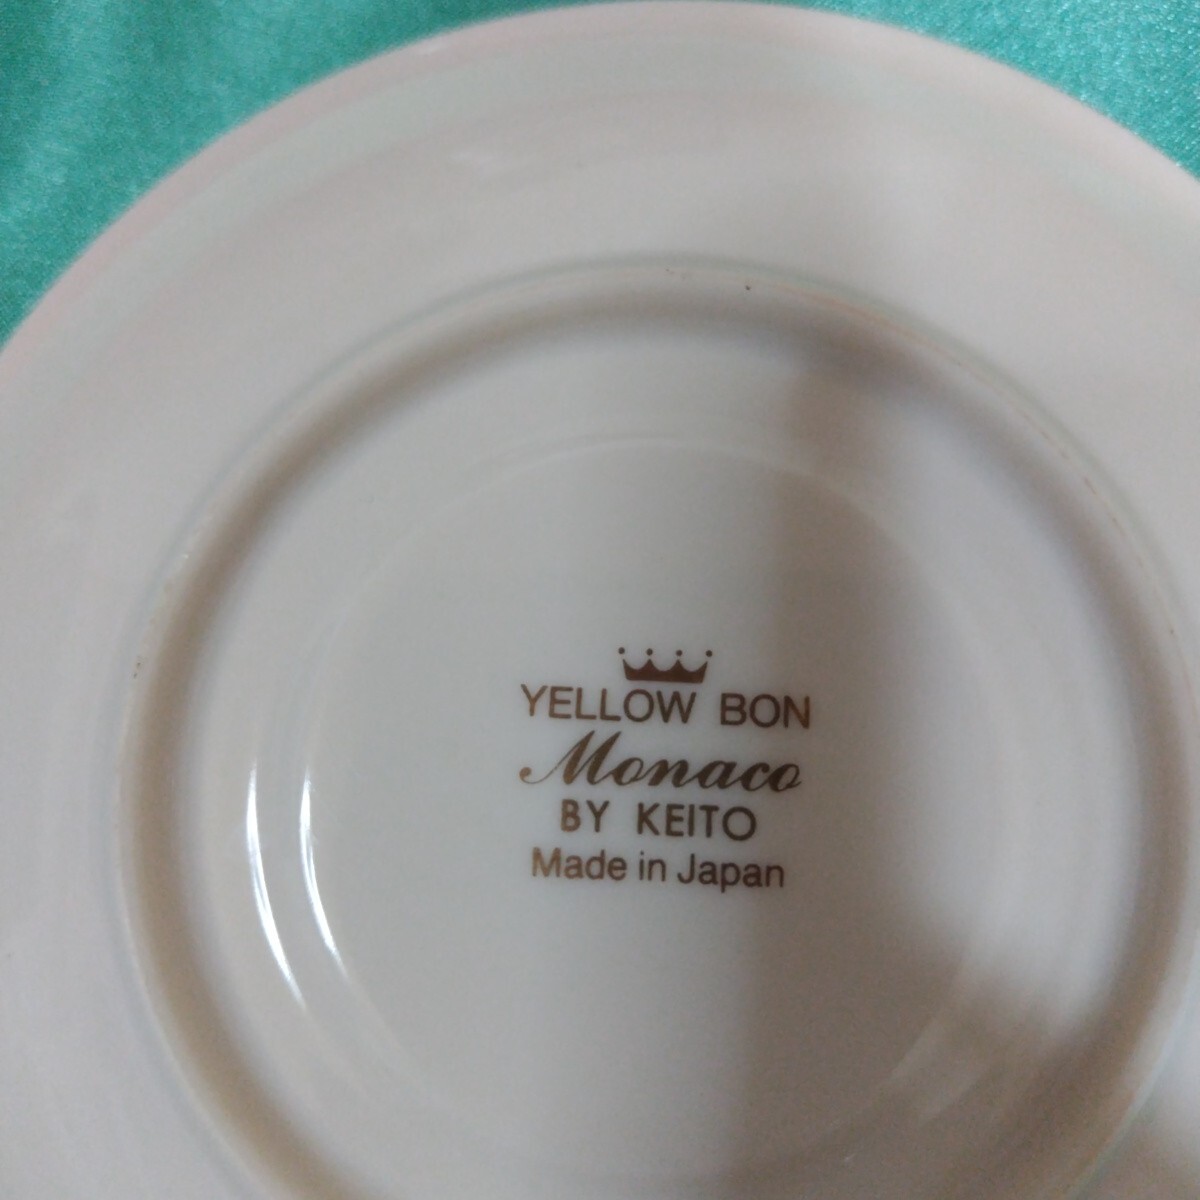 YELLOW BON
Monaco
BY KEITO
Made in Japan